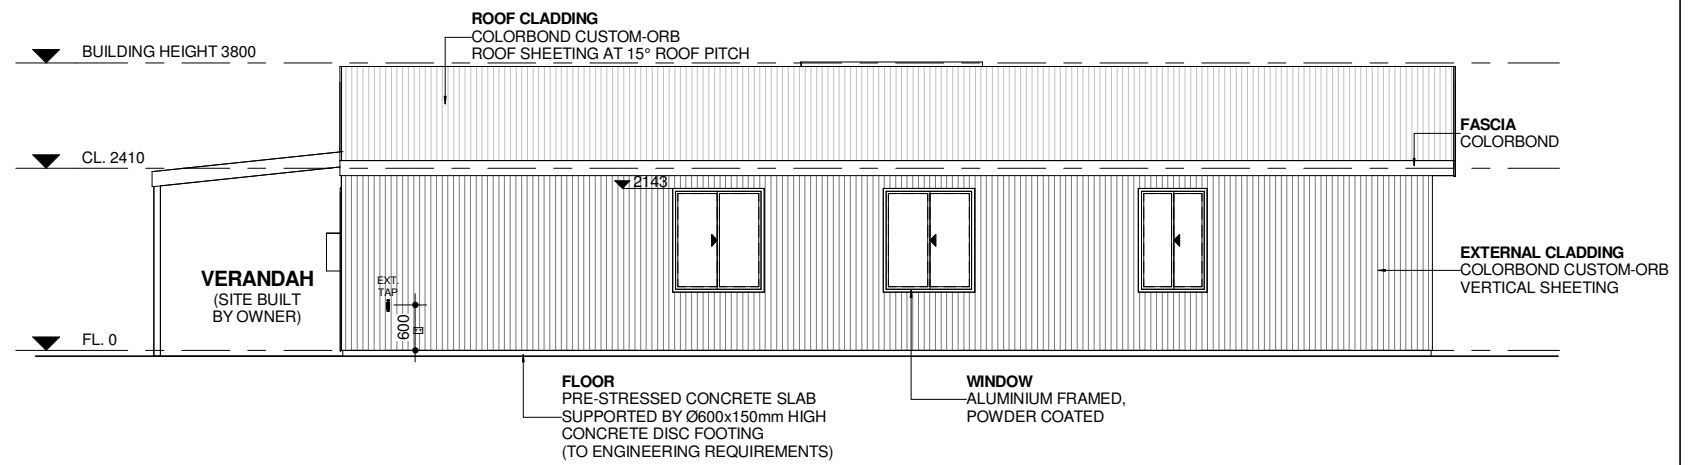 ROOF CLADDING
COLORBOND CUSTOM-ORB
ROOF SHEETING AT 15° ROOF PITCH
BUILDING HEIGHT 3800
FASCIA
COLORBOND
CL. 2410
2143
EXTERNAL CLADDING
COLORBOND CUSTOM-ORB
VERTICAL SHEETING
VERANDAH
(SITE BUILT
BY OWNER)
EXT.
TAP
600
FL. 0
FLOOR
PRE-STRESSED CONCRETE SLAB
SUPPORTED BY Ø600x150mm HIGH
CONCRETE DISC FOOTING
(TO ENGINEERING REQUIREMENTS)
WINDOW
ALUMINIUM FRAMED,
POWDER COATED